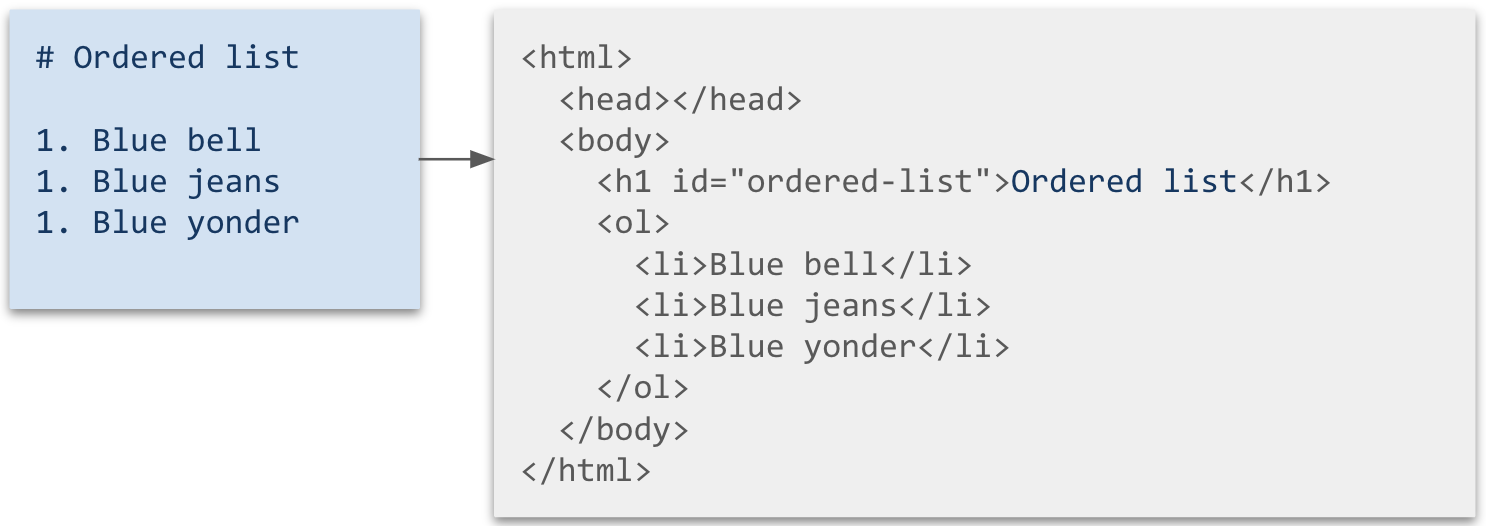 # Ordered list
1. Blue bell
1. Blue jeans
1. Blue yonder
<html>
<head></head>
<body>
<h1 id="ordered-list">Ordered list</h1>
<ol>
<li>Blue bell</li>
<li>Blue jeans</li>
<li>Blue yonder</li>
</ol>
</body>
</html>